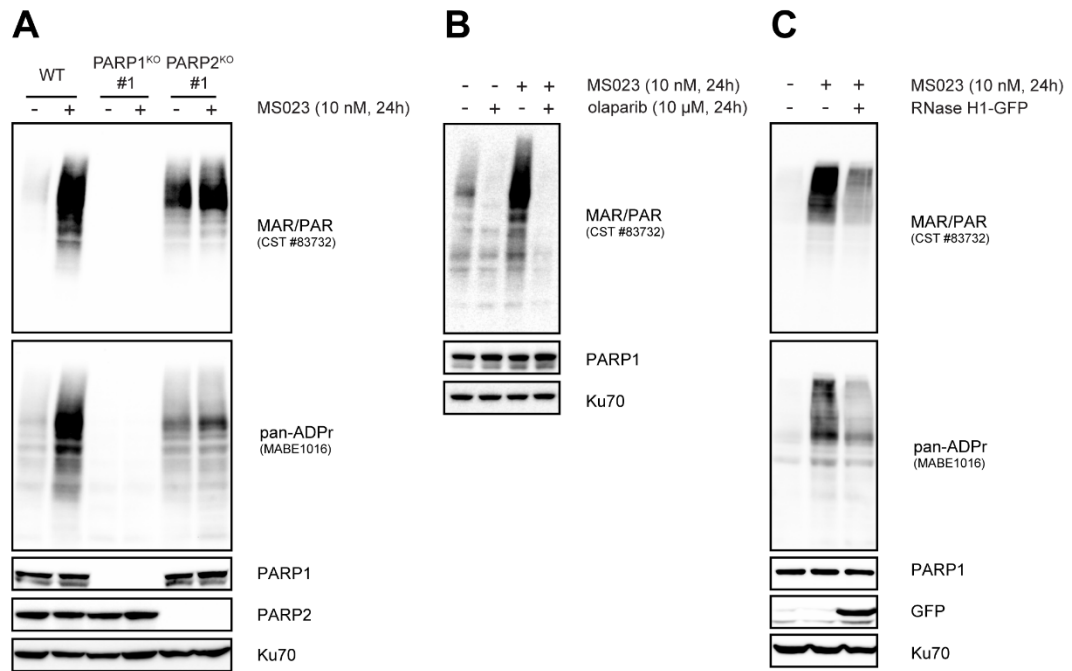 A
WT
PARP1KO
#1
PARP2KO
#1
- + - + - +
MS023 (10 nM, 24h)
MAR/PAR
(CST #83732)
pan-ADPr
(MABE1016)
PARP1
PARP2
Ku70
B
- - + +
MS023 (10 nM, 24h)
- + - +
olaparib (10 µM, 24h)
MAR/PAR
(CST #83732)
PARP1
Ku70
C
- + +
MS023 (10 nM, 24h)
- - +
RNase H1-GFP
MAR/PAR
(CST #83732)
pan-ADPr
(MABE1016)
PARP1
GFP
Ku70